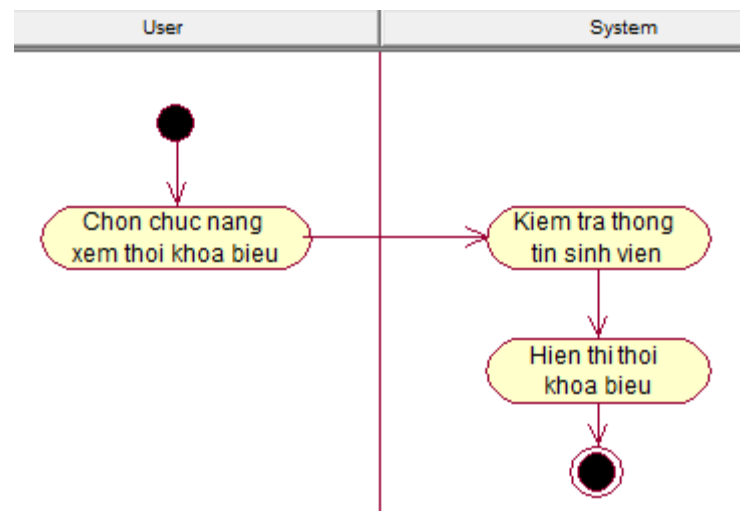 User
System
Chon chuc nang
xem thoi khoa bieu
Kiem tra thong
tin sinh vien
Hien thi thoi
khoa bieu